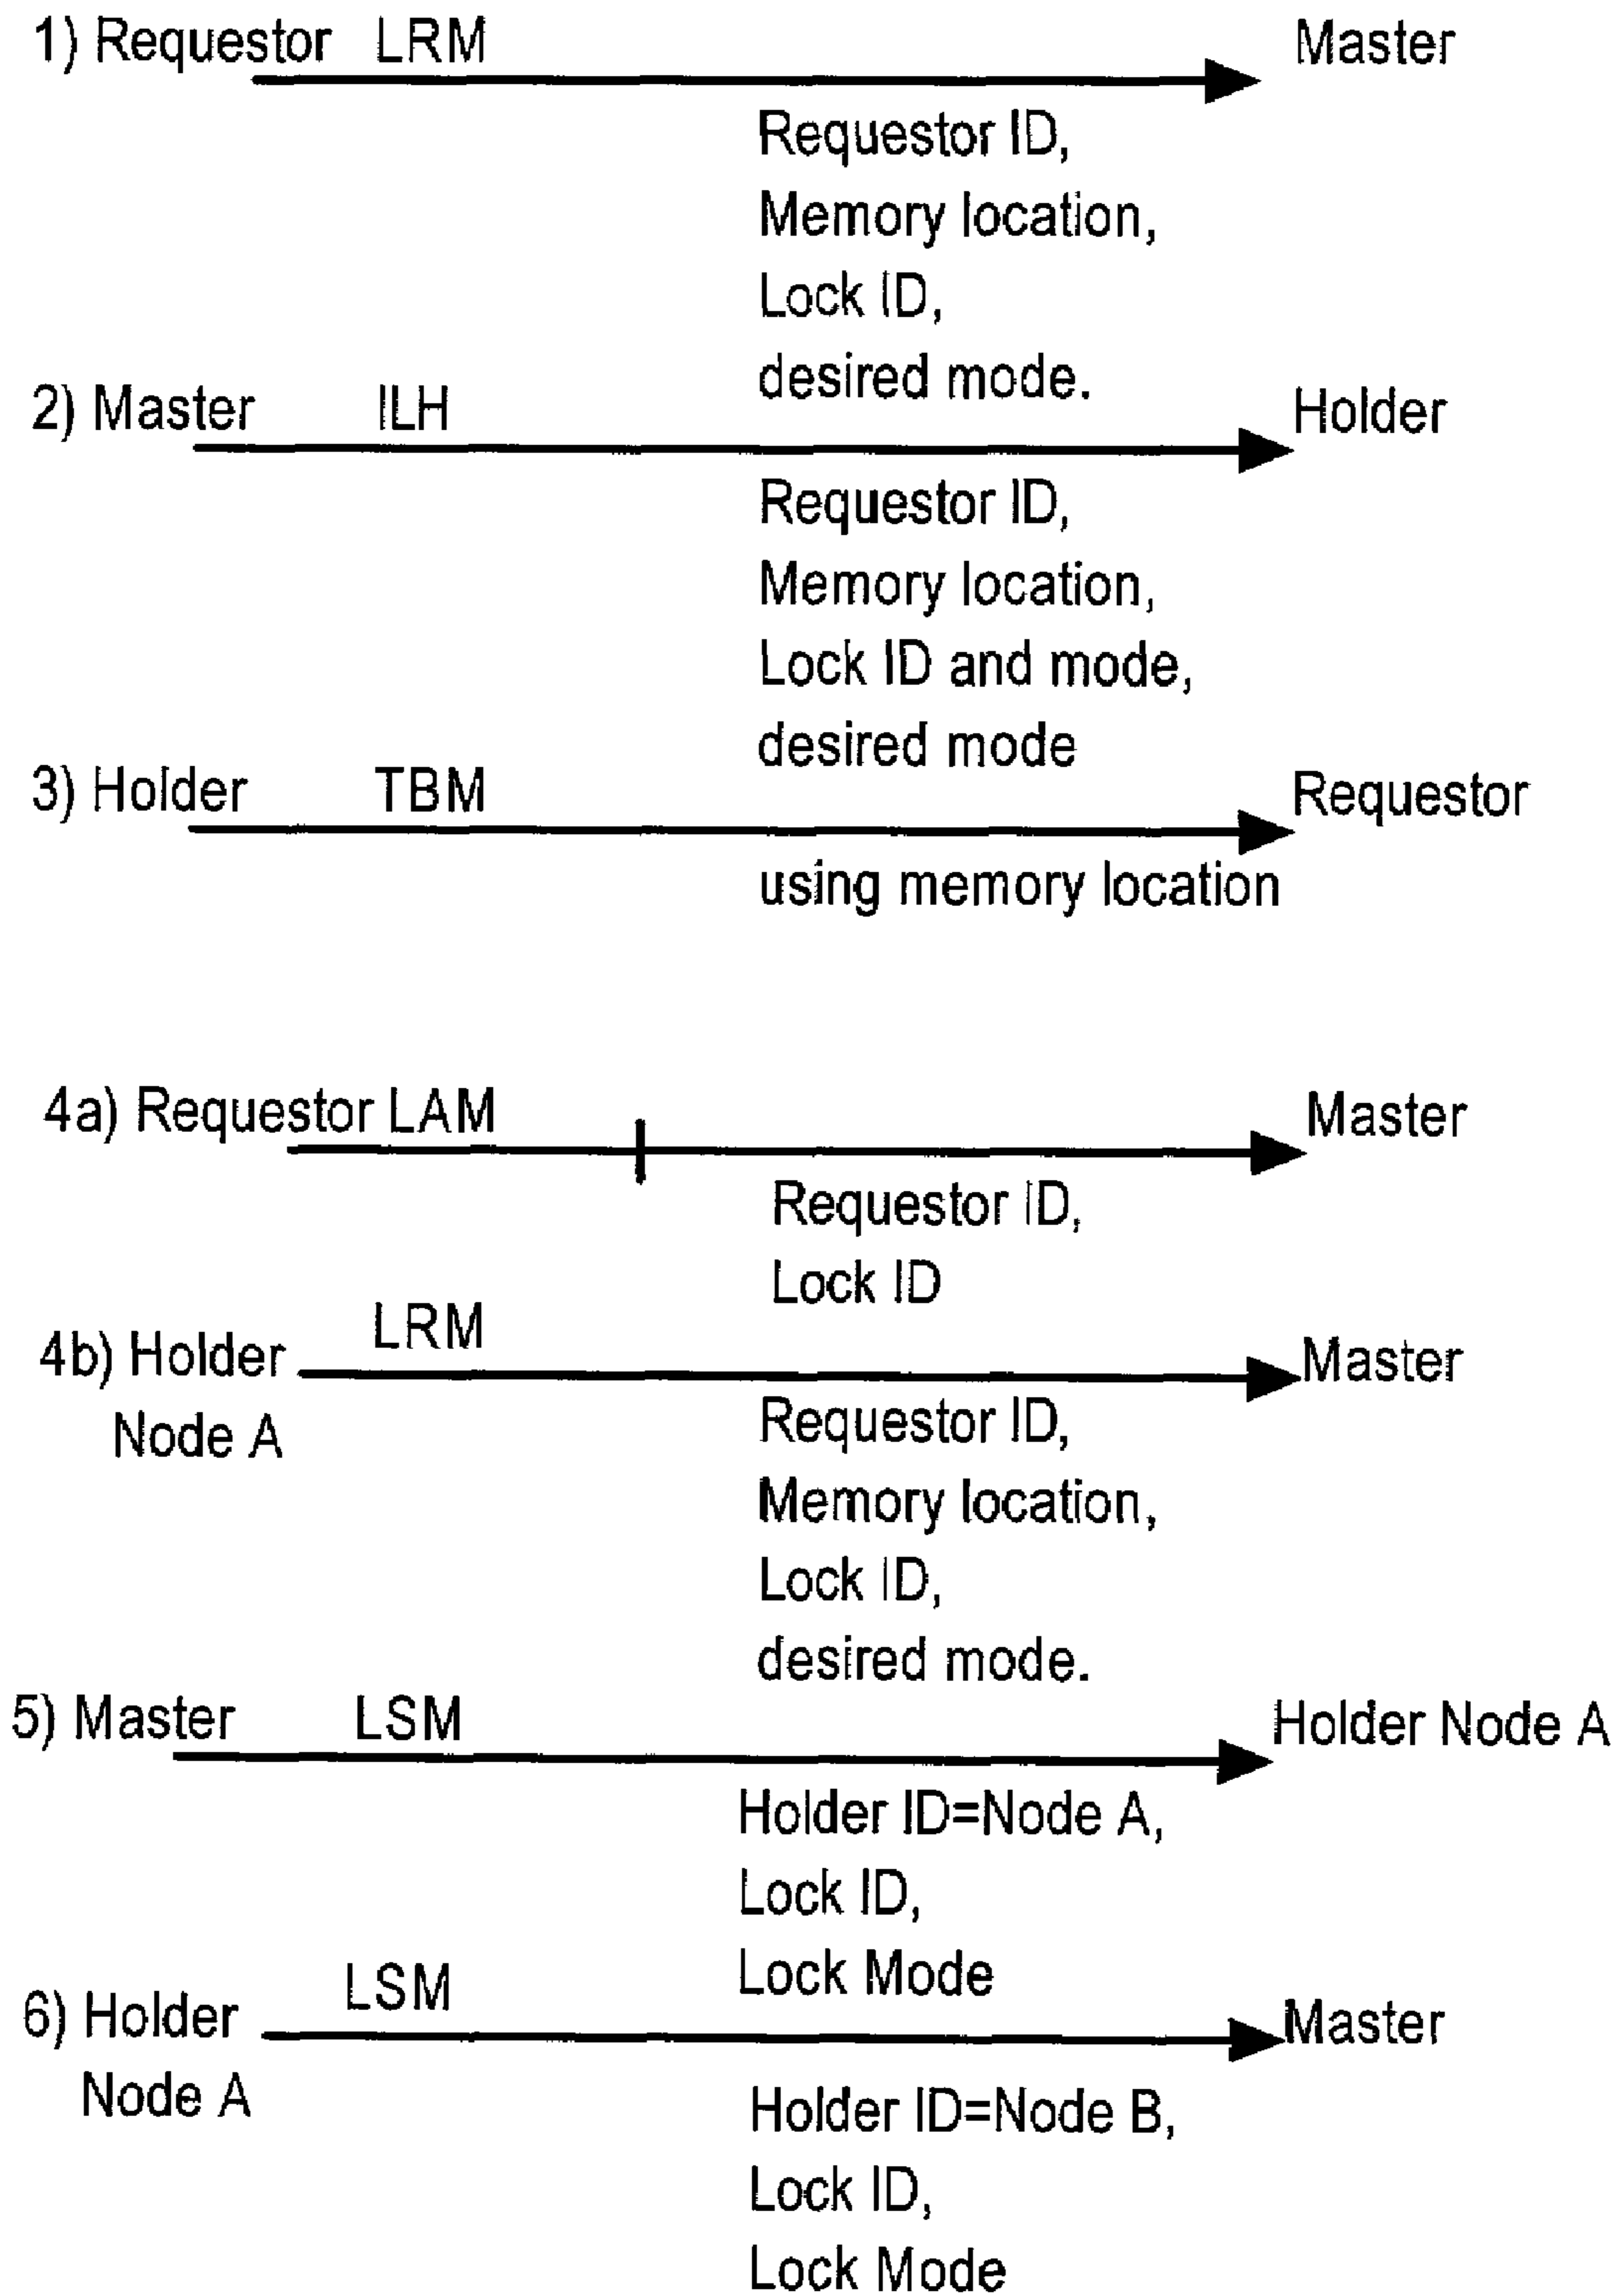 1) Requestor LRM Master
Requestor ID,
Memory location,
Lock ID,
desired mode.
2) Master ILH Holder
Requestor ID,
Memory location,
Lock ID and mode,
desired mode
3) Holder TBM Requestor
using memory location
4a) Requestor LAM Master
Requestor ID,
Lock ID
4b) Holder LRM Master
Node A
Requestor ID,
Memory location,
Lock ID,
desired mode.
5) Master LSM Holder Node A
Holder ID=Node A,
Lock ID,
Lock Mode
6) Holder LSM Master
Node A
Holder ID=Node B,
Lock ID,
Lock Mode